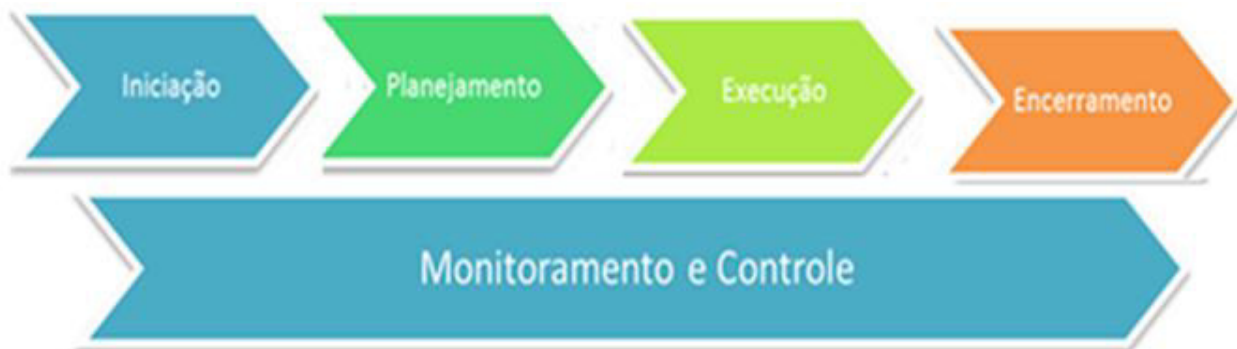 Iniciação
Planejamento
Execução
Encerramento
Monitoramento e Controle